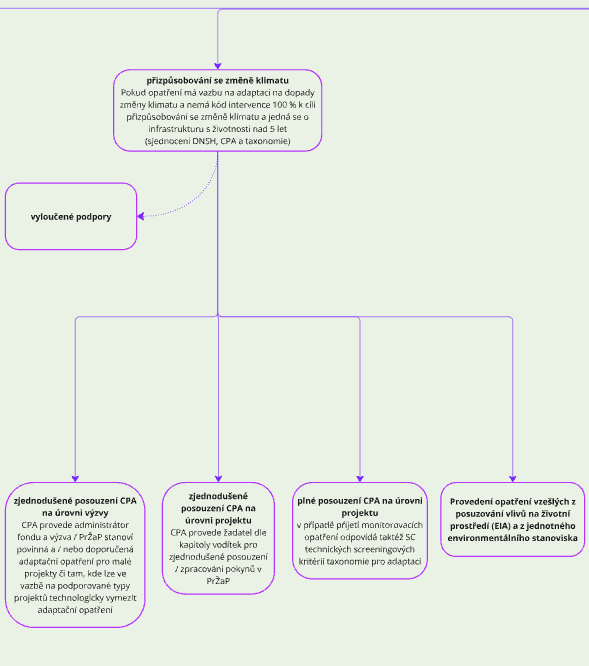 přizpůsobování se změně klimatu
Pokud opatření má vazbu na adaptaci na dopady
změny klimatu a nemá kód intervence 100 % k cíli
přizpůsobování se změně klimatu a jedná se o
infrastrukturu s životností nad 5 let
(sjednocení DNSH, CPA a taxonomie)
vyloučené podpory
zjednodušené posouzení CPA
na úrovni výzvy
CPA provede administrátor
fondu a výzva / PrŽaP stanoví
povinná a / nebo doporučená
adaptační opatření pro malé
projekty či tam, kde lze ve
vazbě na podporované typy
projektů technologicky vymezit
adaptační opatření
zjednodušené
posouzení CPA na
úrovni projektu
CPA provede žadatel dle
kapitoly vodítek pro
zjednodušené posouzení
/ zpracování pokynů v
PrŽaP
plné posouzení CPA na úrovni
projektu
v případě přijetí monitorovacích
opatření odpovídá taktéž SC
technických screeningových
kritérií taxonomie pro adaptaci
Provedení opatření vzešlých z
posuzování vlivů na životní
prostředí (EIA) a z jednotného
environmentálního stanoviska